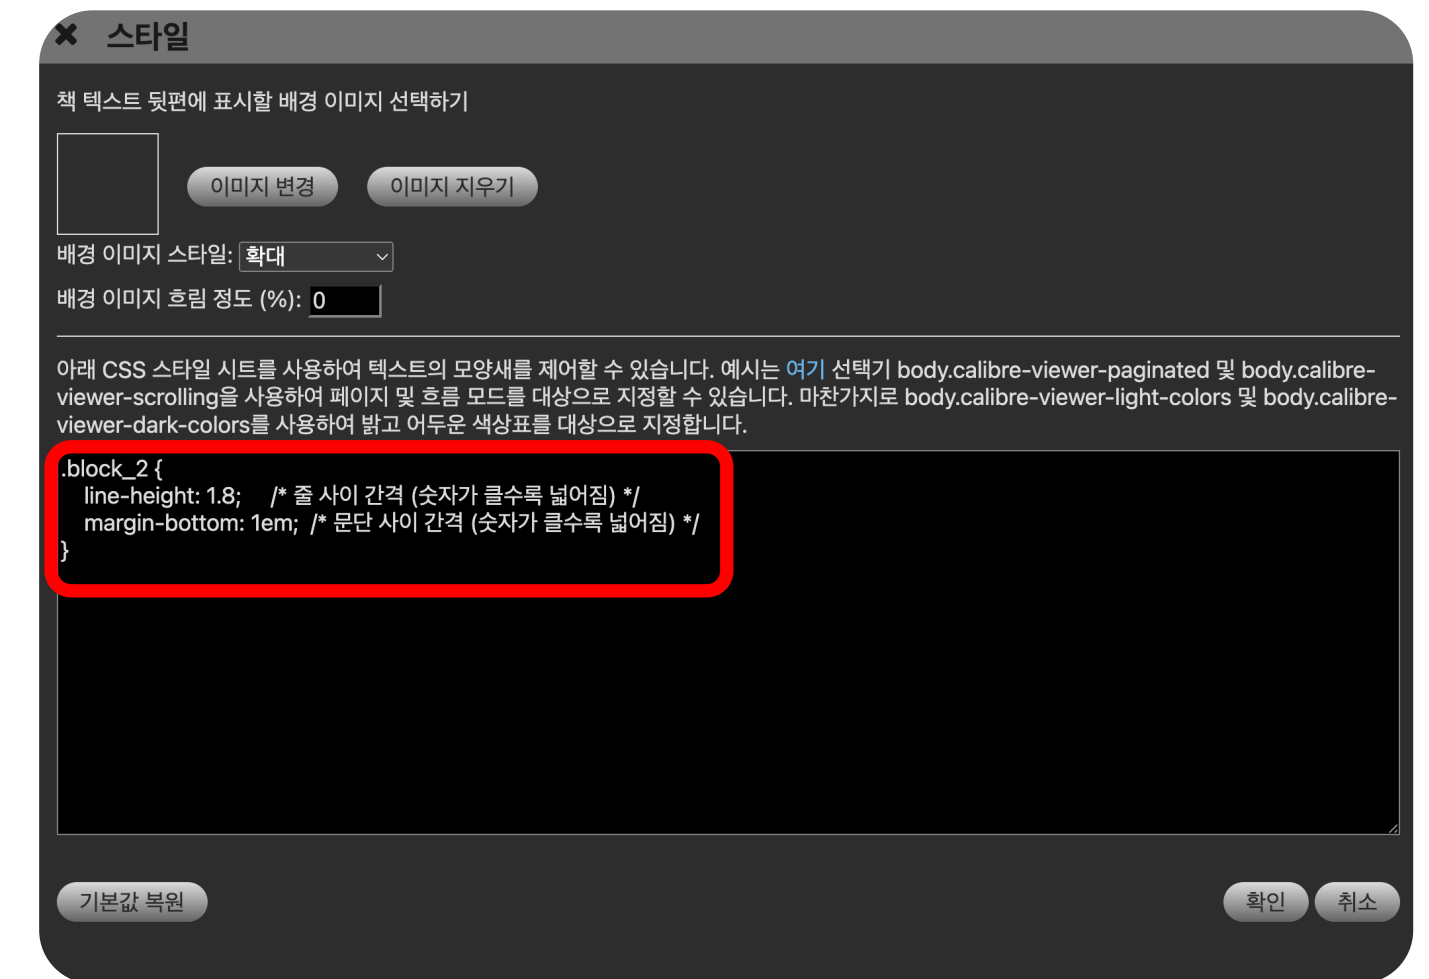 ✖ 스타일
책 텍스트 뒷편에 표시할 배경 이미지 선택하기
이미지 변경 이미지 지우기
배경 이미지 스타일: 확대
배경 이미지 흐림 정도 (%): 0
아래 CSS 스타일 시트를 사용하여 텍스트의 모양새를 제어할 수 있습니다. 예시는 여기 선택기 body.calibre-viewer-paginated 및 body.calibre-
viewer-scrolling을 사용하여 페이지 및 흐름 모드를 대상으로 지정할 수 있습니다. 마찬가지로 body.calibre-viewer-light-colors 및 body.calibre-
viewer-dark-colors를 사용하여 밝고 어두운 색상표를 대상으로 지정합니다.
.block_2 {
    line-height: 1.8;    /* 줄 사이 간격 (숫자가 클수록 넓어짐) */
    margin-bottom: 1em;  /* 문단 사이 간격 (숫자가 클수록 넓어짐) */
}
기본값 복원 확인 취소